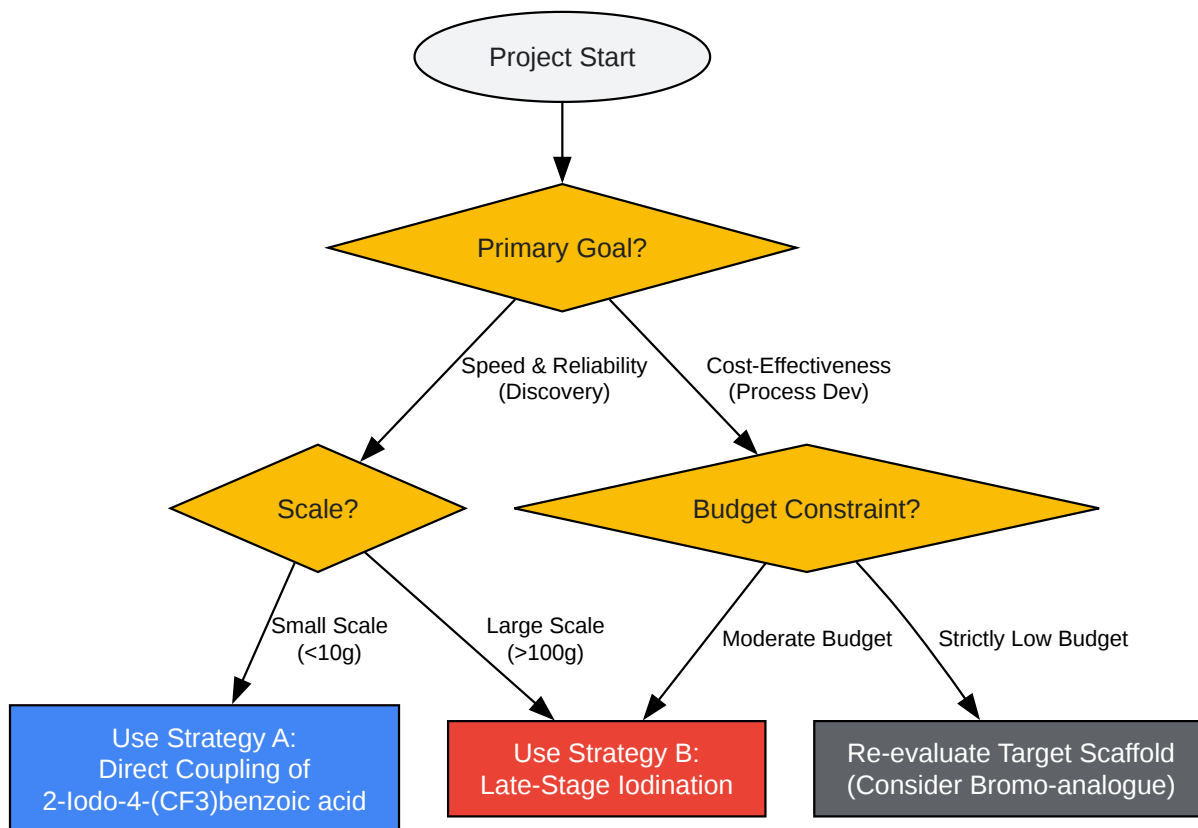 Project Start
Primary Goal?
Speed & Reliability
(Discovery)
Cost-Effectiveness
(Process Dev)
Scale?
Budget Constraint?
Small Scale
(<10g)
Large Scale
(>100g)
Moderate Budget
Strictly Low Budget
Use Strategy A:
Direct Coupling of
2-Iodo-4-(CF3)benzoic acid
Use Strategy B:
Late-Stage Iodination
Re-evaluate Target Scaffold
(Consider Bromo-analogue)